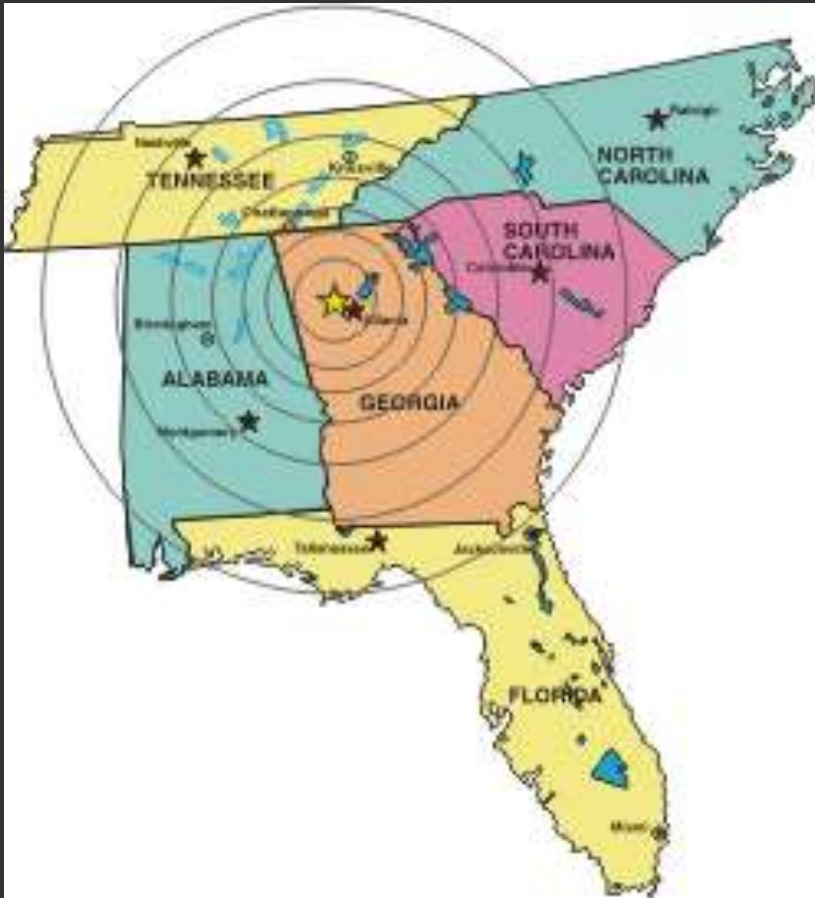 Raleigh
Nashville
NORTH
CAROLINA
Knoxville
TENNESSEE
Chattanooga
SOUTH
CAROLINA
Columbia
Atlanta
Birmingham
ALABAMA
GEORGIA
Montgomery
Tallahassee
Jacksonville
FLORIDA
Miami